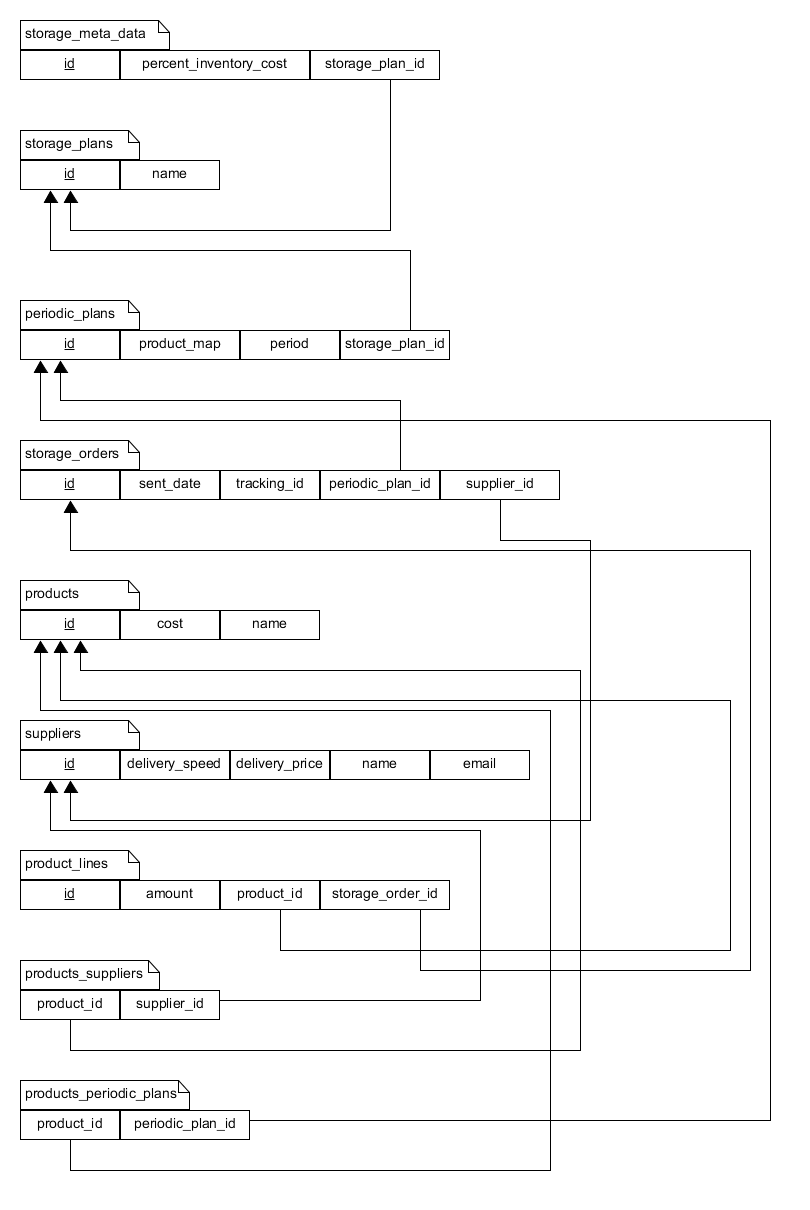 storage_meta_data
id percent_inventory_cost storage_plan_id
storage_plans
id name
periodic_plans
id product_map period storage_plan_id
storage_orders
id sent_date tracking_id periodic_plan_id supplier_id
products
id cost name
suppliers
id delivery_speed delivery_price name email
product_lines
id amount product_id storage_order_id
products_suppliers
product_id supplier_id
products_periodic_plans
product_id periodic_plan_id